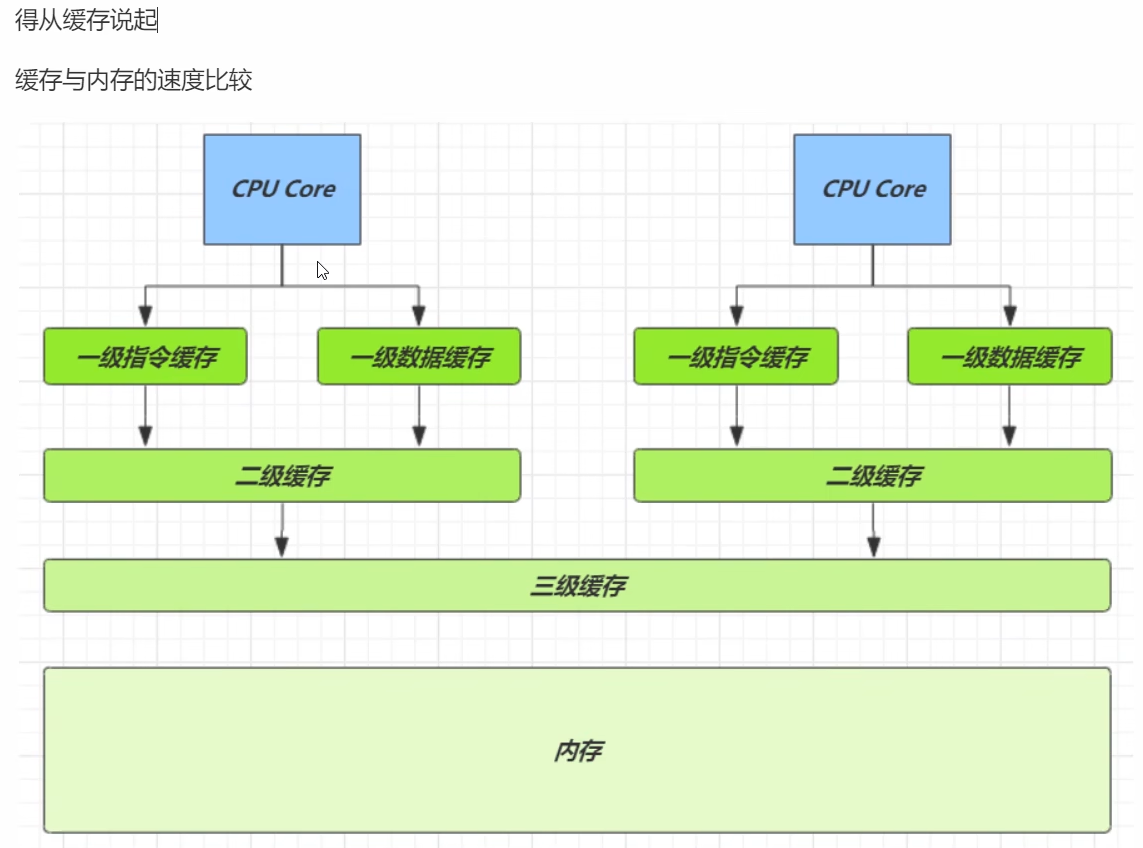 得从缓存说起
缓存与内存的速度比较
CPU Core
CPU Core
一级指令缓存
一级数据缓存
一级指令缓存
一级数据缓存
二级缓存
二级缓存
三级缓存
内存